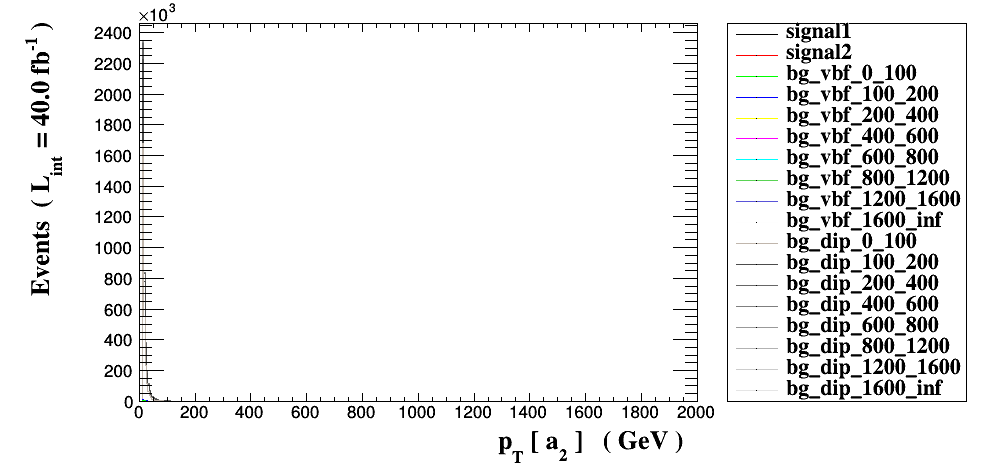 ×10³
2400
2200
2000
1800
1600
1400
1200
1000
800
600
400
200
0
Events ( L_int = 40.0 fb⁻¹ )
0 200 400 600 800 1000 1200 1400 1600 1800 2000
p_T [ a_2 ] ( GeV )
signal1
signal2
bg_vbf_0_100
bg_vbf_100_200
bg_vbf_200_400
bg_vbf_400_600
bg_vbf_600_800
bg_vbf_800_1200
bg_vbf_1200_1600
bg_vbf_1600_inf
bg_dip_0_100
bg_dip_100_200
bg_dip_200_400
bg_dip_400_600
bg_dip_600_800
bg_dip_800_1200
bg_dip_1200_1600
bg_dip_1600_inf